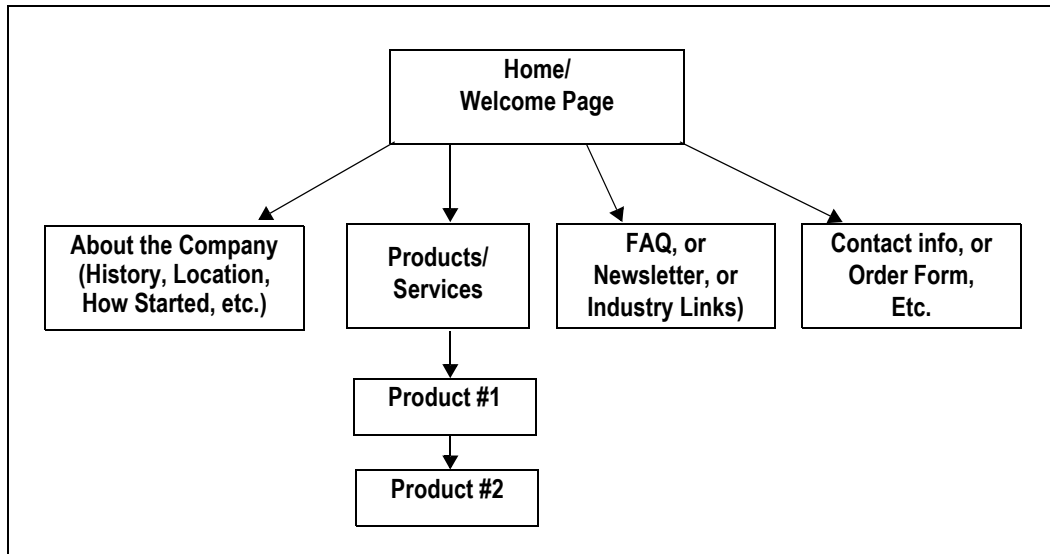 Home/
Welcome Page
About the Company
(History, Location,
How Started, etc.)
Products/
Services
FAQ, or
Newsletter, or
Industry Links)
Contact info, or
Order Form,
Etc.
Product #1
Product #2